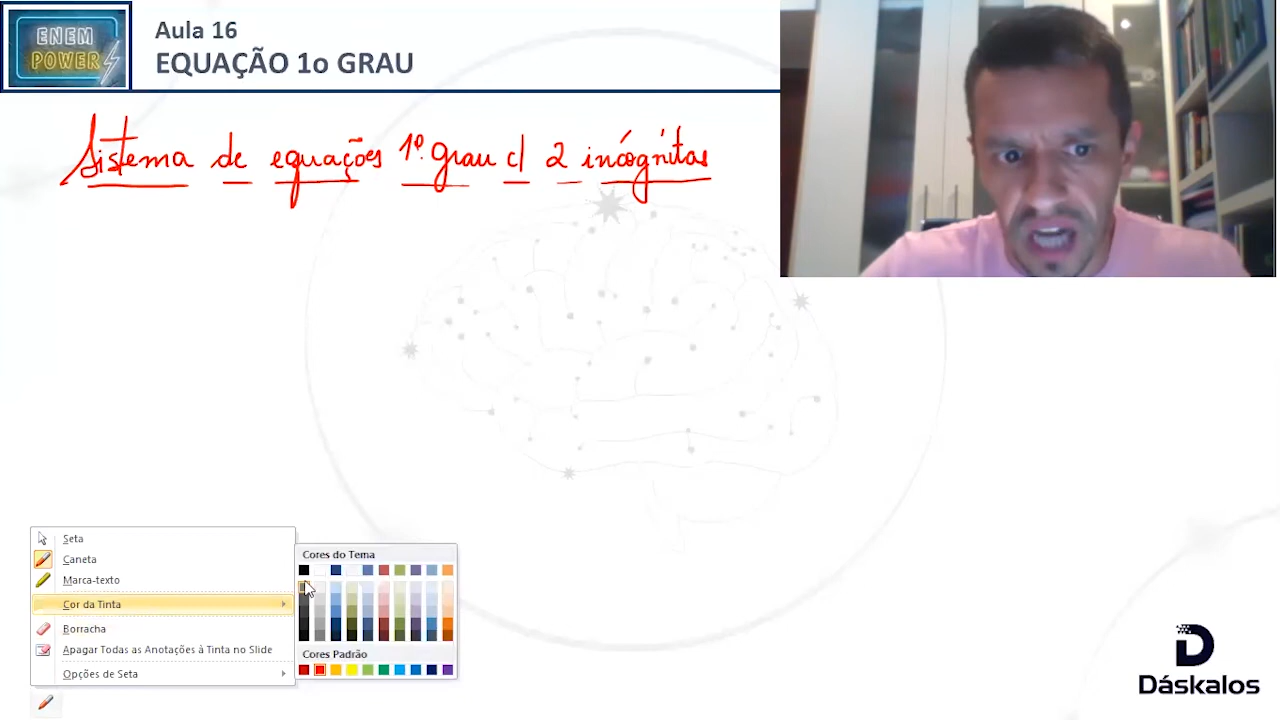 ENEM
POWER
Aula 16
EQUAÇÃO 1o GRAU
Sistema de equações 1º. grau c/ 2 incógnitas
Seta
Caneta
Marca-texto
Cor da Tinta
Borracha
Apagar Todas as Anotações à Tinta no Slide
Opções de Seta
Cores do Tema
Cores Padrão
Dáskalos